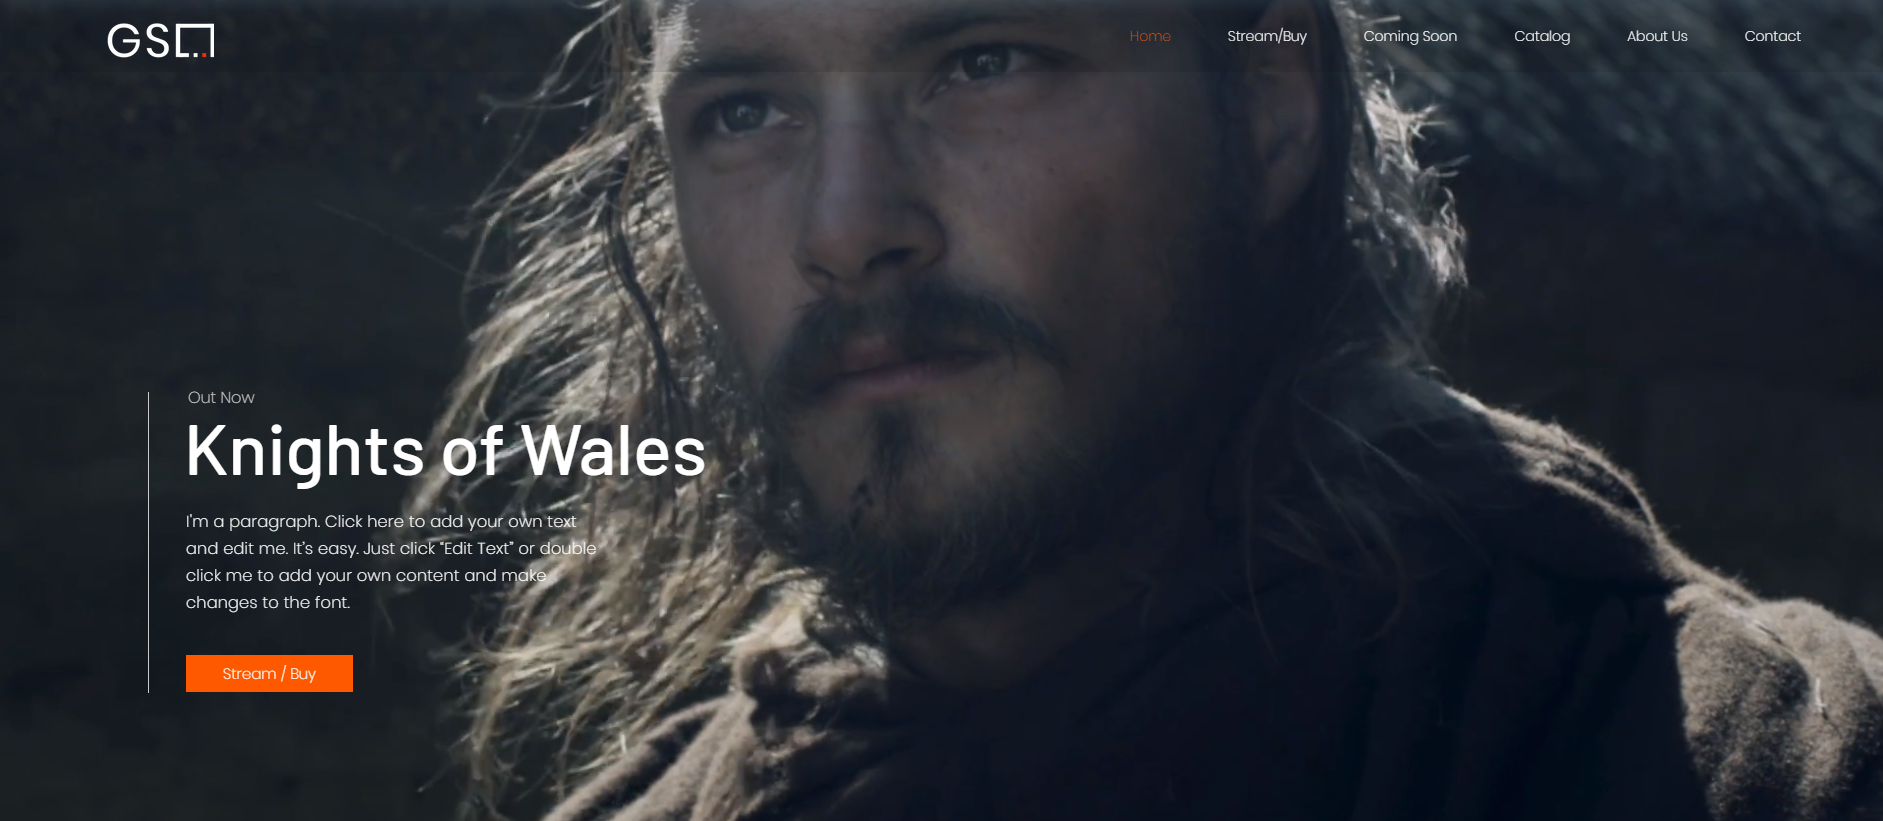 GS
Home
Stream/Buy
Coming Soon
Catalog
About Us
Contact
Out Now
Knights of Wales
I'm a paragraph. Click here to add your own text
and edit me. It's easy. Just click “Edit Text” or double
click me to add your own content and make
changes to the font.
Stream / Buy